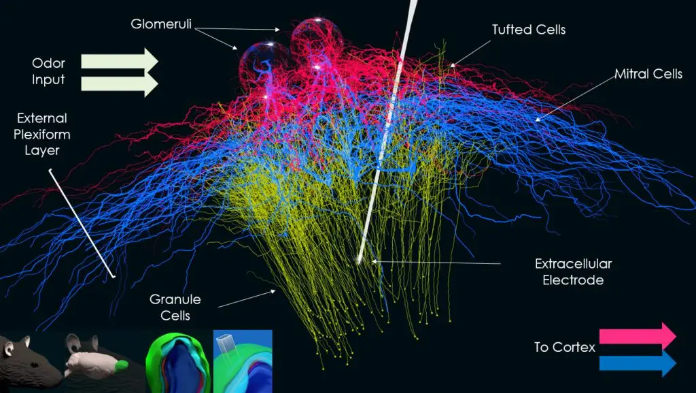 Glomeruli
Tufted Cells
Odor
Input
Mitral Cells
External
Plexiform
Layer
Extracellular
Electrode
Granule
Cells
To Cortex